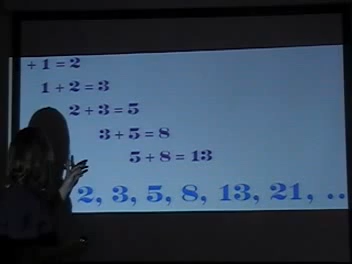 + 1 = 2
1 + 2 = 3
2 + 3 = 5
3 + 5 = 8
5 + 8 = 13
2, 3, 5, 8, 13, 21, ..